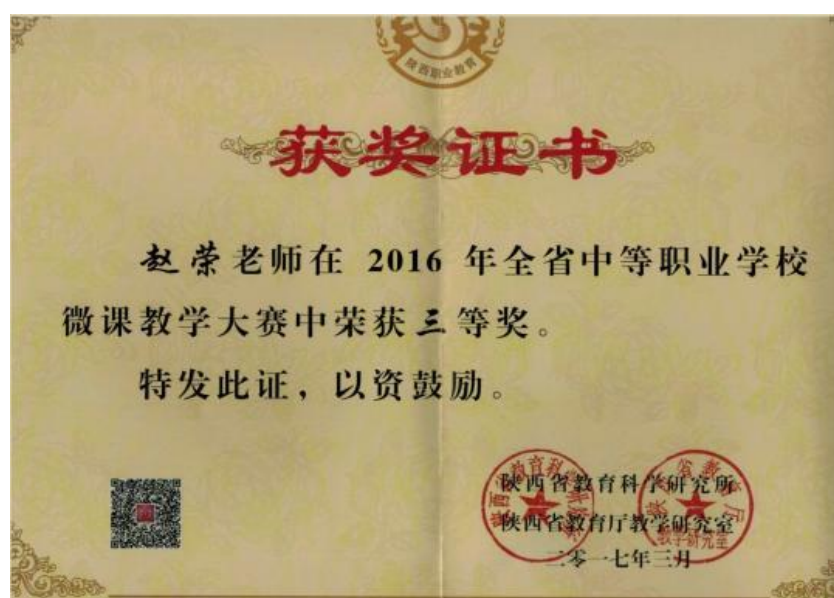 陕西职业教育
获奖证书
赵荣老师在 2016 年全省中等职业学校
微课教学大赛中荣获三等奖。
特发此证，以资鼓励。
陕西省教育科学研究所
陕西省教育厅教学研究室
二零一七年三月